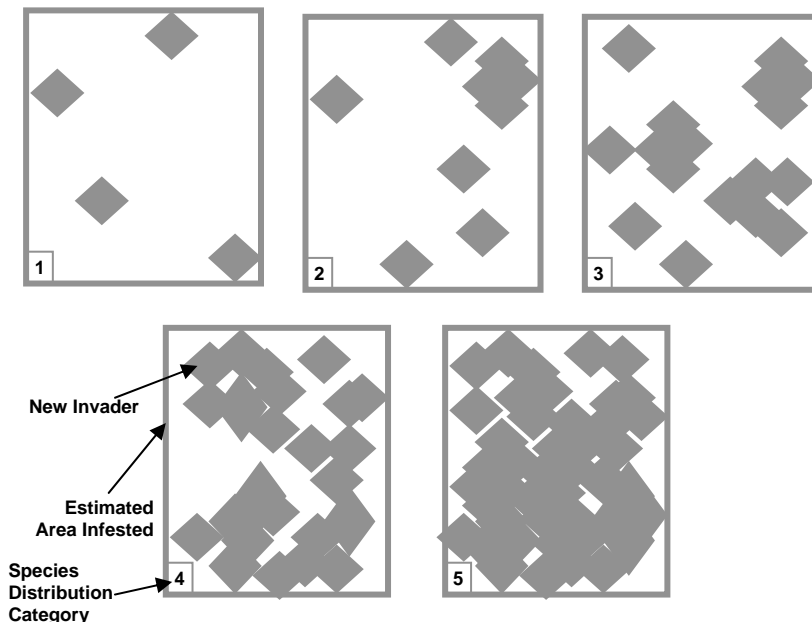 1
2
3
New Invader
Estimated
Area Infested
Species
Distribution
Category
4
5